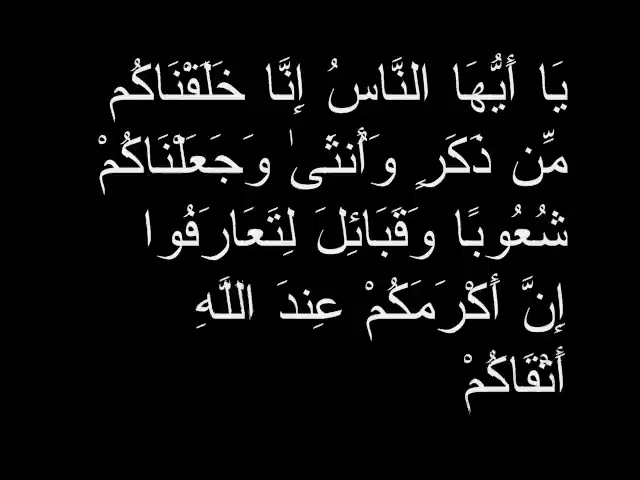 يَا أَيُّهَا النَّاسُ إِنَّا خَلَقْنَاكُم
مِّن ذَكَرٍ وَأُنثَىٰ وَجَعَلْنَاكُمْ
شُعُوبًا وَقَبَائِلَ لِتَعَارَفُوا
إِنَّ أَكْرَمَكُمْ عِندَ اللَّهِ
أَتْقَاكُمْ